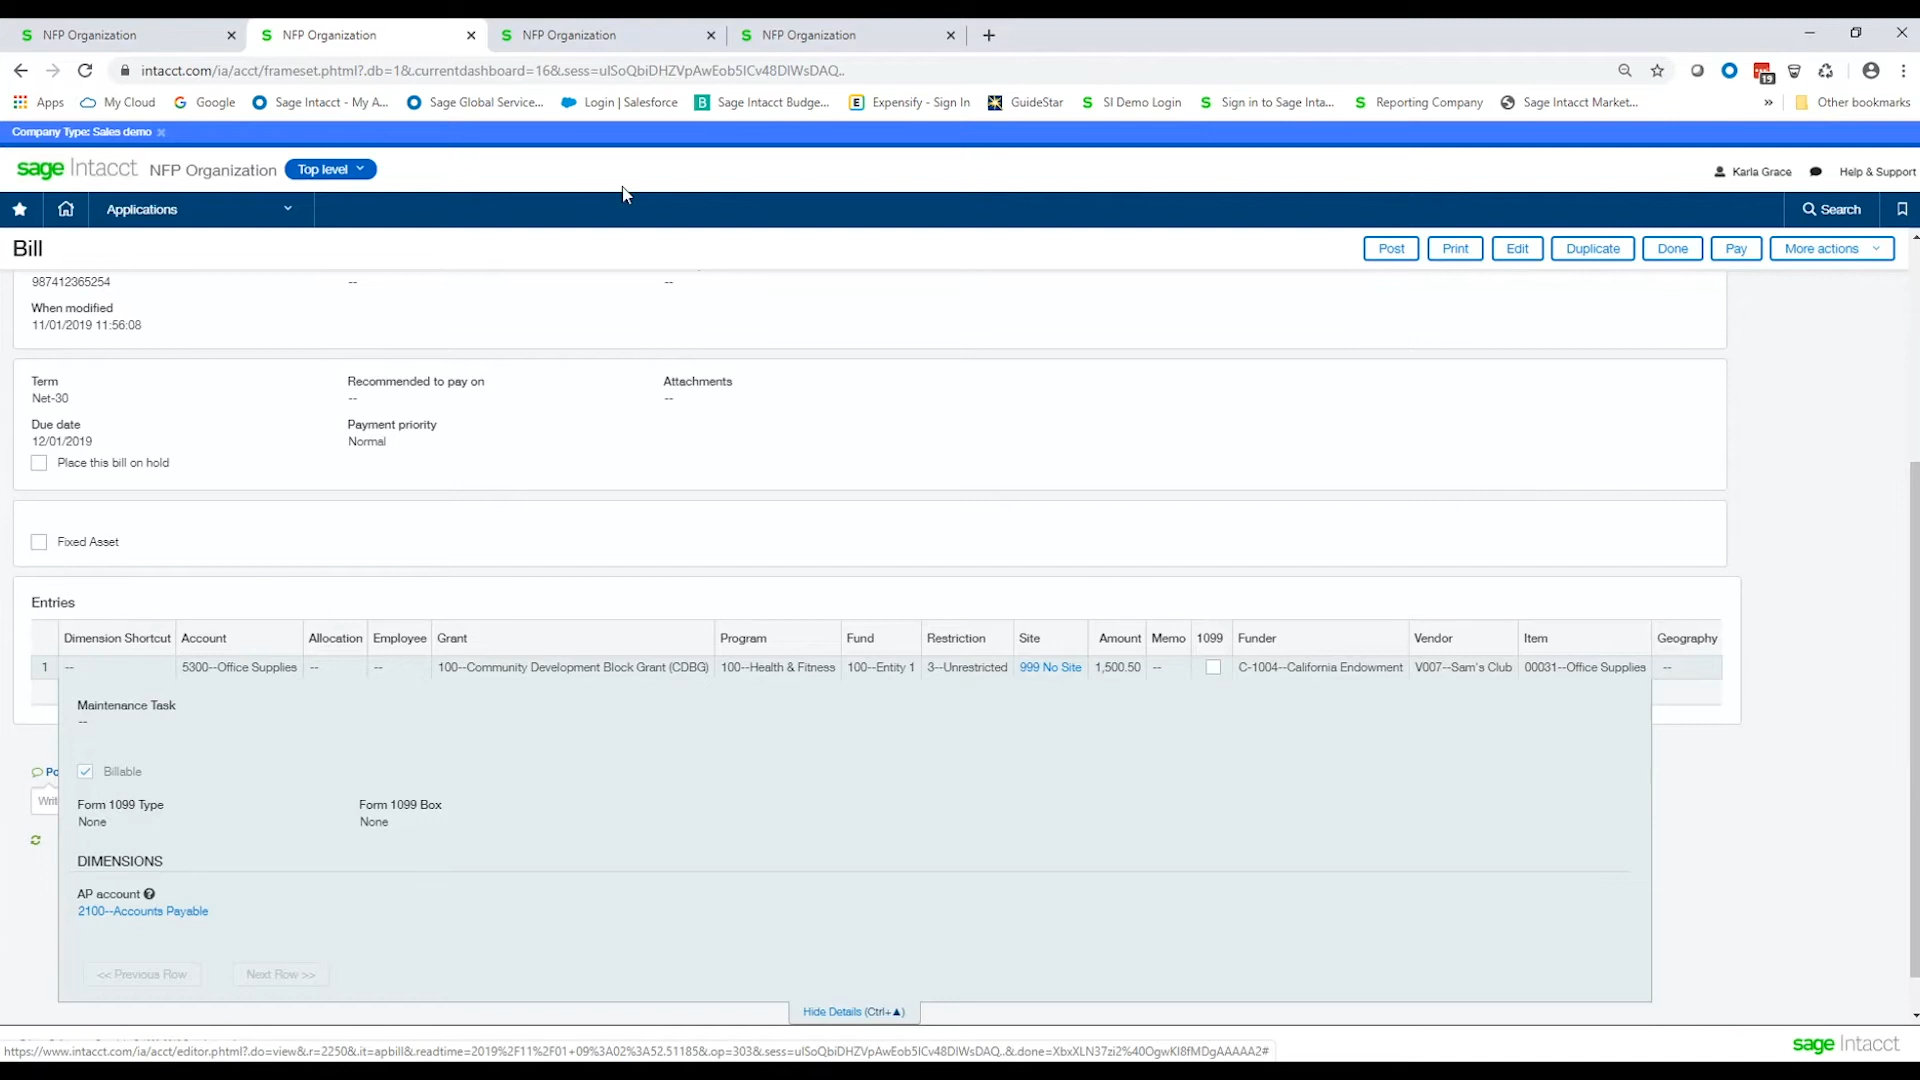 NFP Organization
NFP Organization
NFP Organization
NFP Organization
intacct.com/ia/acct/frameset.phtml?.db=1&.currentdashboard=16&.sess=ulSoQbiDHZVpAwEob5ICv48DIWsDAQ..
19
Apps My Cloud Google Sage Intacct - My A... Sage Global Service... Login | Salesforce Sage Intacct Budge... Expensify - Sign In GuideStar SI Demo Login Sign in to Sage Inta... Reporting Company Sage Intacct Market... » Other bookmarks
Company Type: Sales demo
sage Intacct NFP Organization Top level Karla Grace Help & Support
Applications Search
Bill Post Print Edit Duplicate Done Pay More actions
987412365254 -- --
When modified
11/01/2019 11:56:08
Term Recommended to pay on Attachments
Net-30 -- --
Due date Payment priority
12/01/2019 Normal
Place this bill on hold
Fixed Asset
Entries
Dimension Shortcut Account Allocation Employee Grant Program Fund Restriction Site Amount Memo 1099 Funder Vendor Item Geography
1 -- 5300--Office Supplies -- -- 100--Community Development Block Grant (CDBG) 100--Health & Fitness 100--Entity 1 3--Unrestricted 999 No Site 1,500.50 -- C-1004--California Endowment V007--Sam's Club 00031--Office Supplies --
Maintenance Task
--
Po Billable
Writ
Form 1099 Type Form 1099 Box
None None
DIMENSIONS
AP account
2100--Accounts Payable
<< Previous Row Next Row >>
Hide Details (Ctrl+▲)
https://www.intacct.com/ia/acct/editor.phtml?.do=view&.r=2250&.it=apbill&.readtime=2019%2F11%2F01+09%3A02%3A52.51185&.op=303&.sess=ulSoQbiDHZVpAwEob5ICv48DIWsDAQ..&.done=XbxXLN37zi2%40OgwKI8fMDgAAAAA2#
sage Intacct